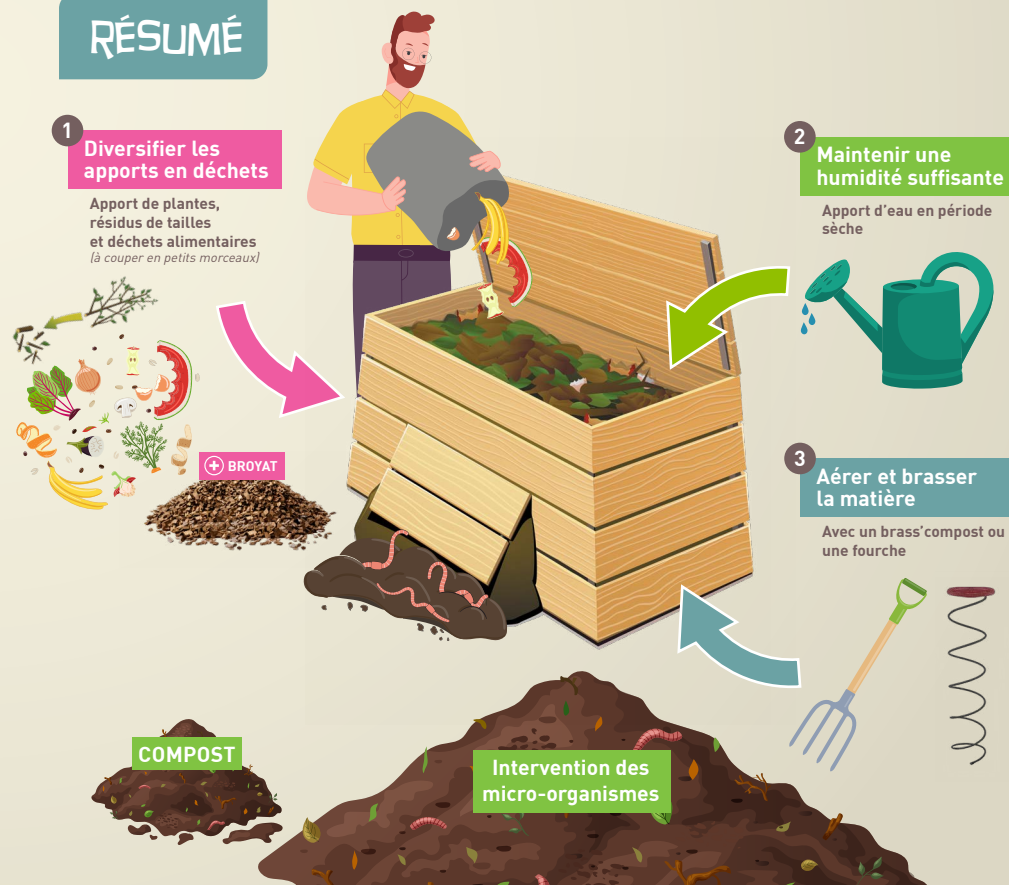 RÉSUMÉ
1
Diversifier les
apports en déchets
Apport de plantes,
résidus de tailles
et déchets alimentaires
(à couper en petits morceaux)
+ BROYAT
2
Maintenir une
humidité suffisante
Apport d'eau en période
sèche
3
Aérer et brasser
la matière
Avec un brass'compost ou
une fourche
COMPOST
Intervention des
micro-organismes